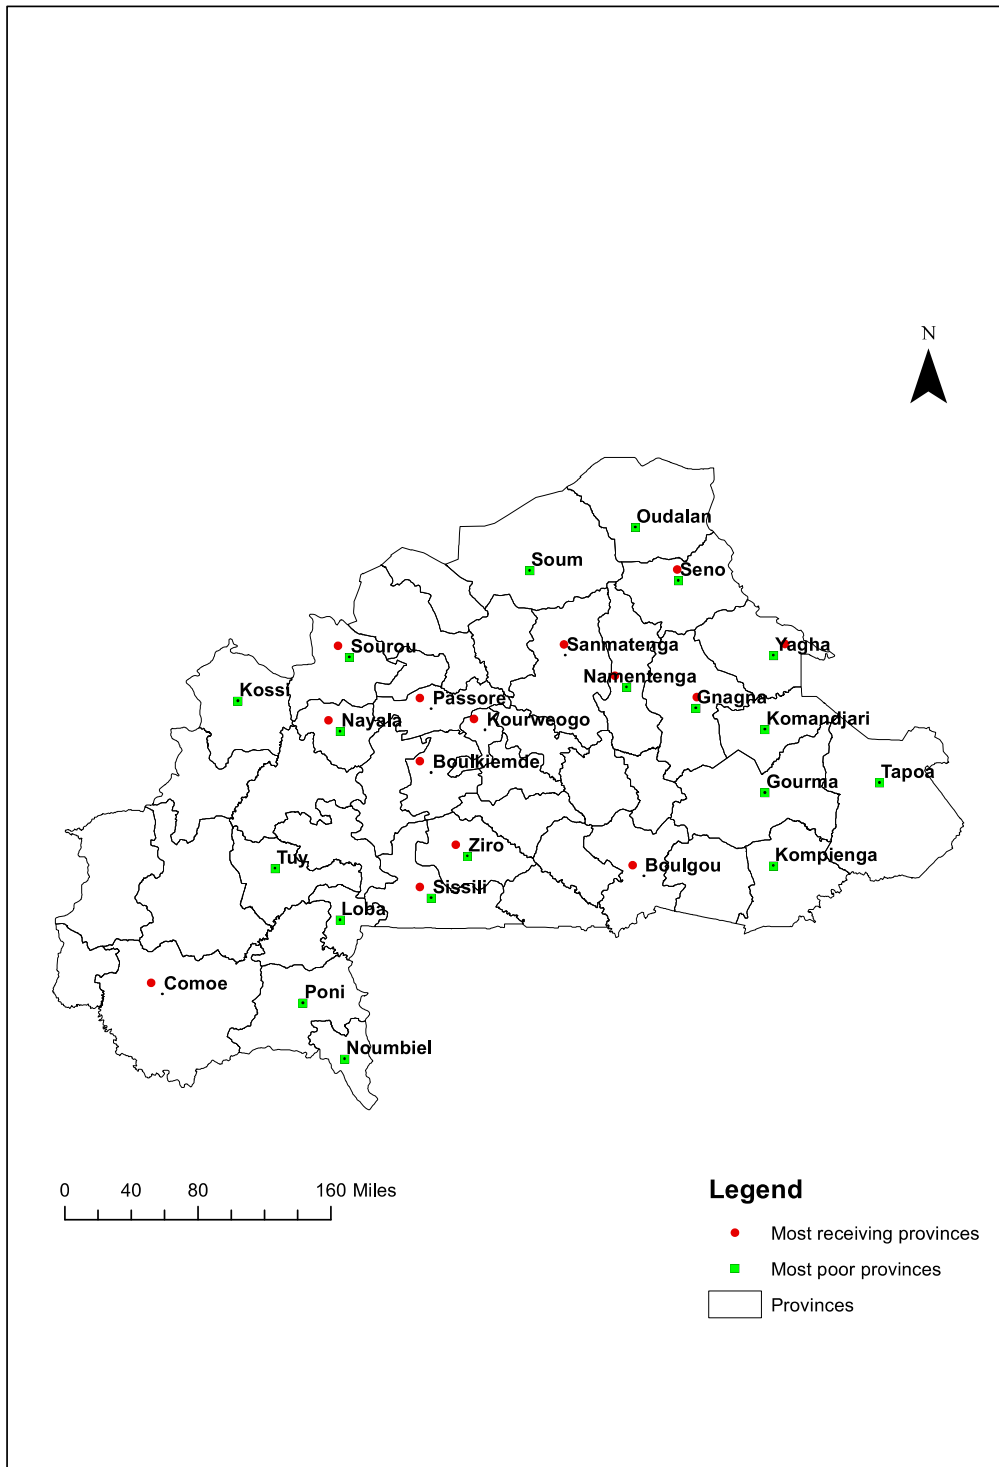 N
Oudalan
Soum
Seno
Sanmatenga
Yagha
Sourou
Namentenga
Kossi
Passore
Gnagna
Nayala
Kourweogo
Komandjari
Boulkiemde
Tapoa
Gourma
Ziro
Tuy
Boulgou
Kompienga
Sissili
Loba
Comoe
Poni
Noumbiel
0 40 80 160 Miles
Legend
Most receiving provinces
Most poor provinces
Provinces